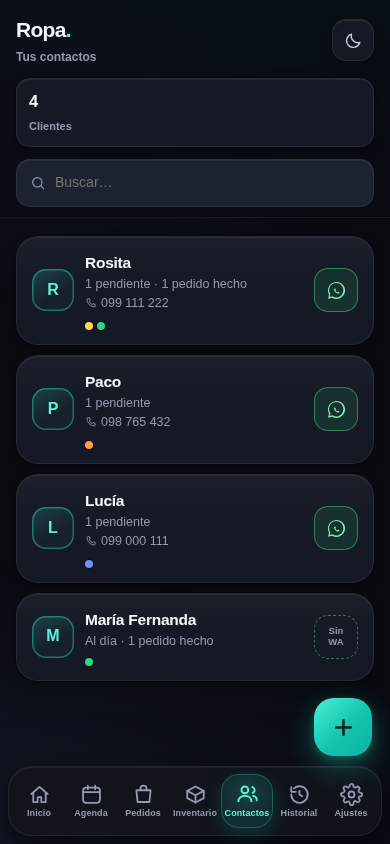 Ropa.
Tus contactos
4
Clientes
Buscar...
Rosita
1 pendiente · 1 pedido hecho
099 111 222
R
Paco
1 pendiente
098 765 432
P
Lucía
1 pendiente
099 000 111
L
María Fernanda
Al día · 1 pedido hecho
M
Sin
WA
+
Inicio Agenda Pedidos Inventario Contactos Historial Ajustes